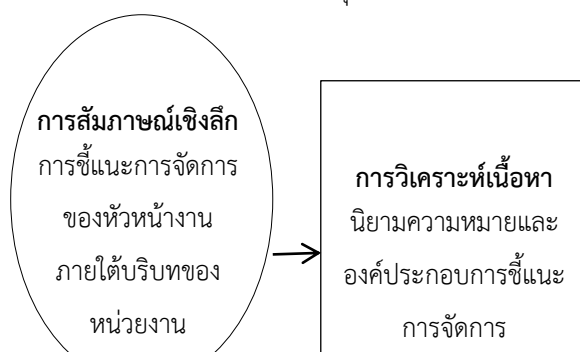 การสัมภาษณ์เชิงลึก
การชี้แนะการจัดการ
ของหัวหน้างาน
ภายใต้บริบทของ
หน่วยงาน
การวิเคราะห์เนื้อหา
นิยามความหมายและ
องค์ประกอบการชี้แนะ
การจัดการ